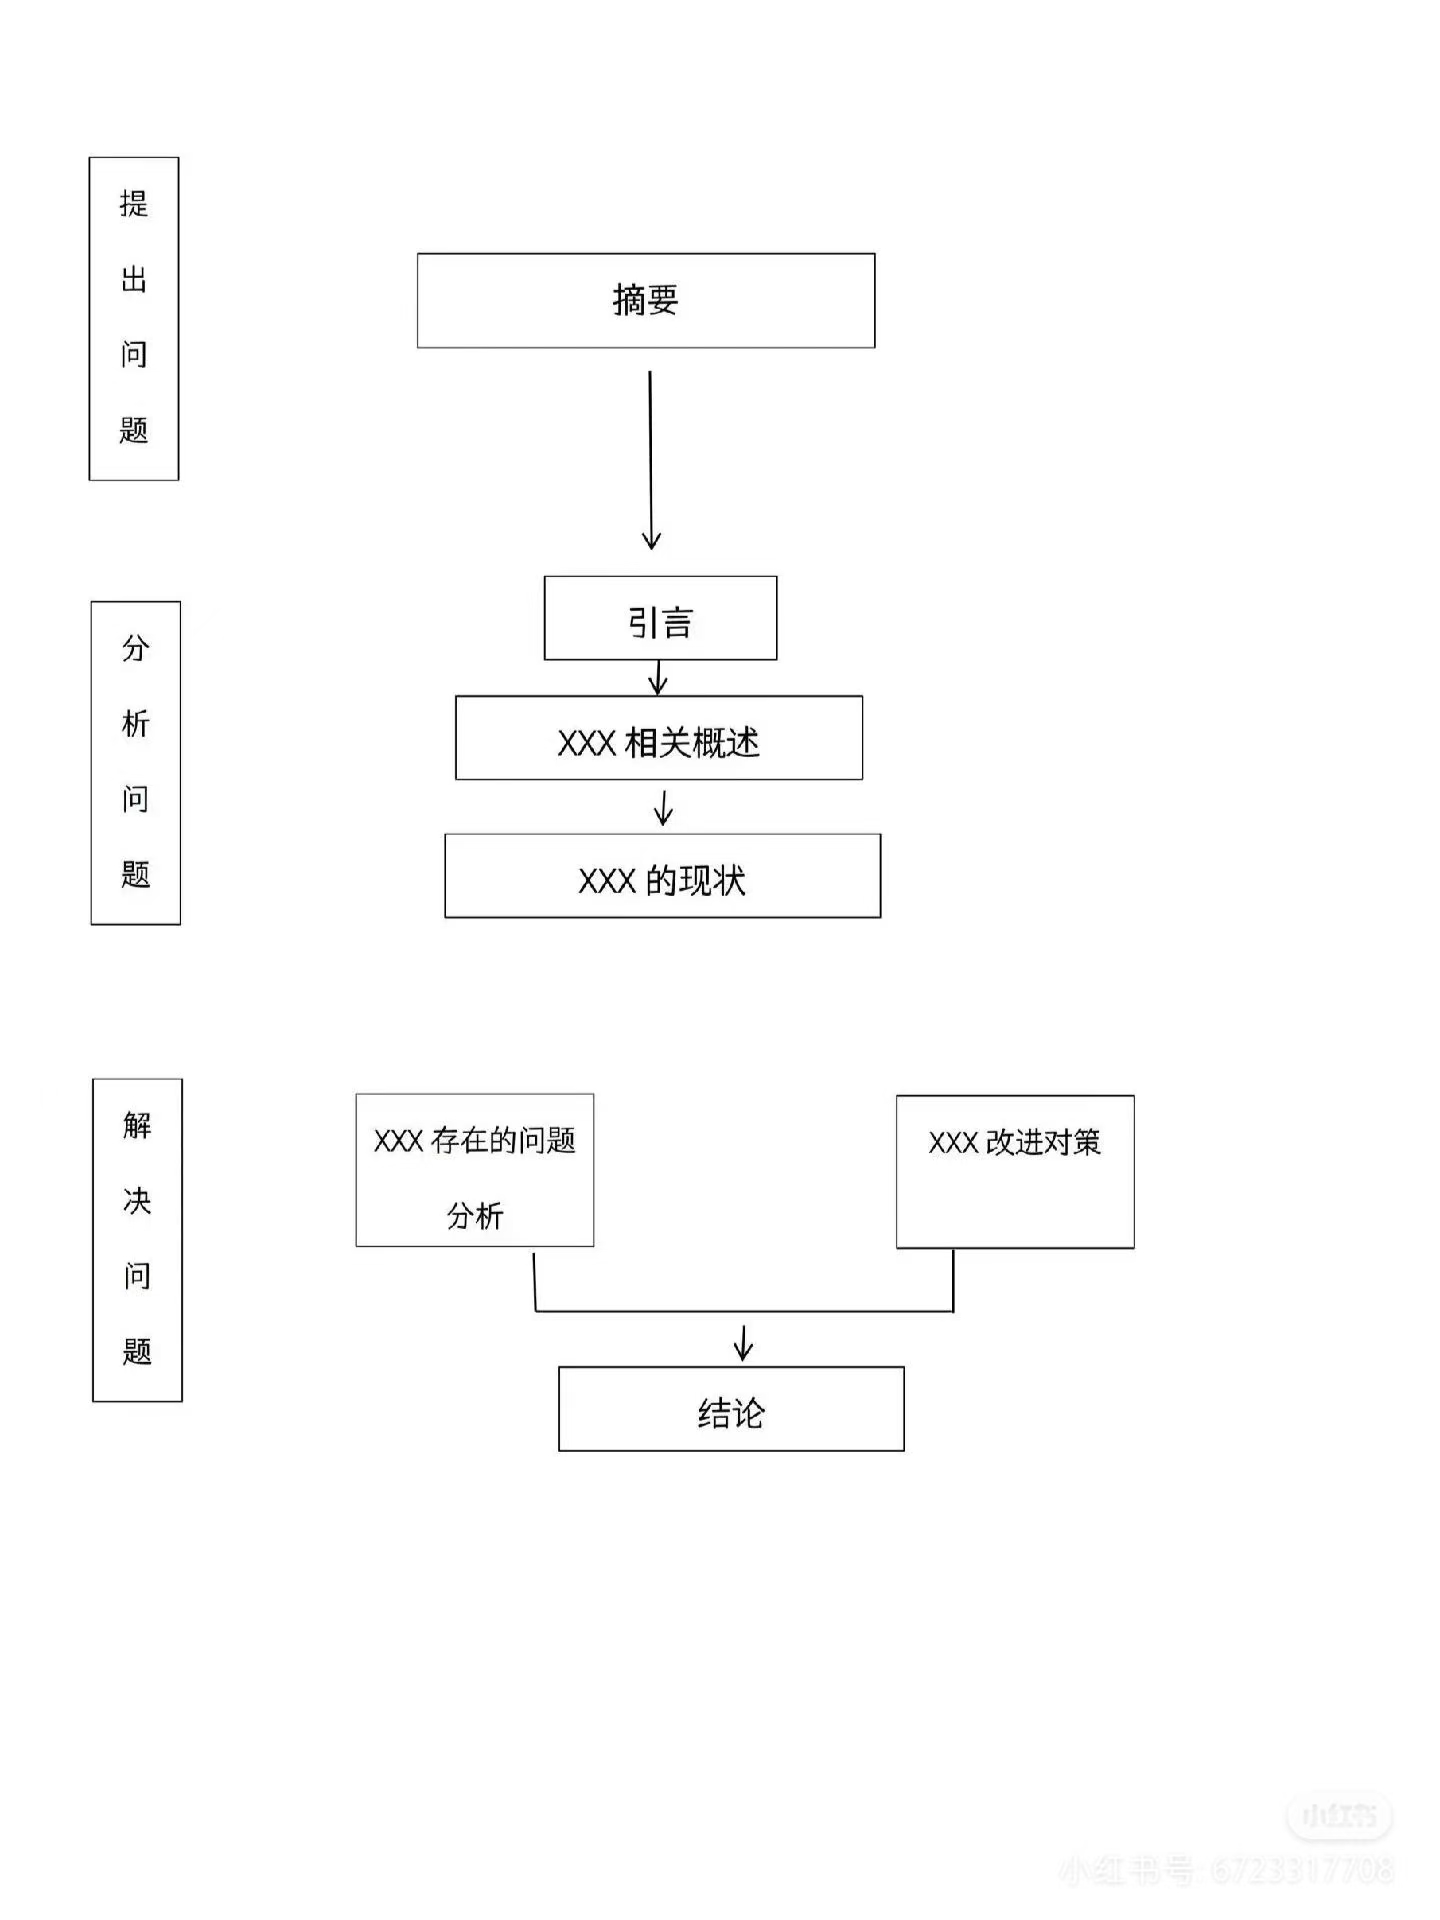 提
出
问
题
摘要
引言
分
析
问
题
XXX 相关概述
XXX 的现状
解
决
问
题
XXX 存在的问题
分析
XXX 改进对策
结论
小红书
小红书号: 6723317708